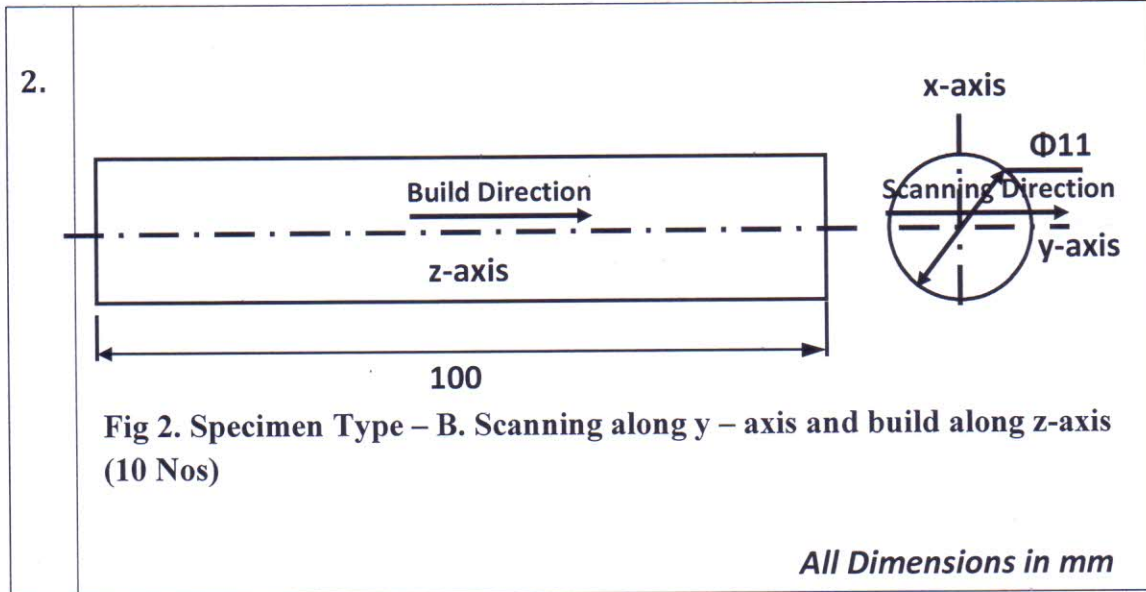 2.
x-axis
Φ11
Build Direction
Scanning Direction
z-axis
y-axis
100
Fig 2. Specimen Type – B. Scanning along y – axis and build along z-axis
(10 Nos)
All Dimensions in mm